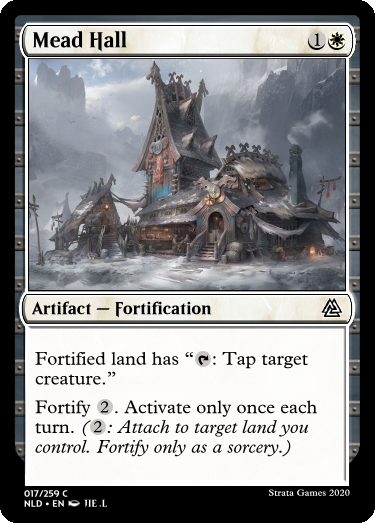 Mead Hall 1
Artifact — Fortification
Fortified land has “: Tap target
creature.”
Fortify 2. Activate only once each
turn. (2: Attach to target land you
control. Fortify only as a sorcery.)
017/259 C
NLD • EN JIE.L
Strata Games 2020